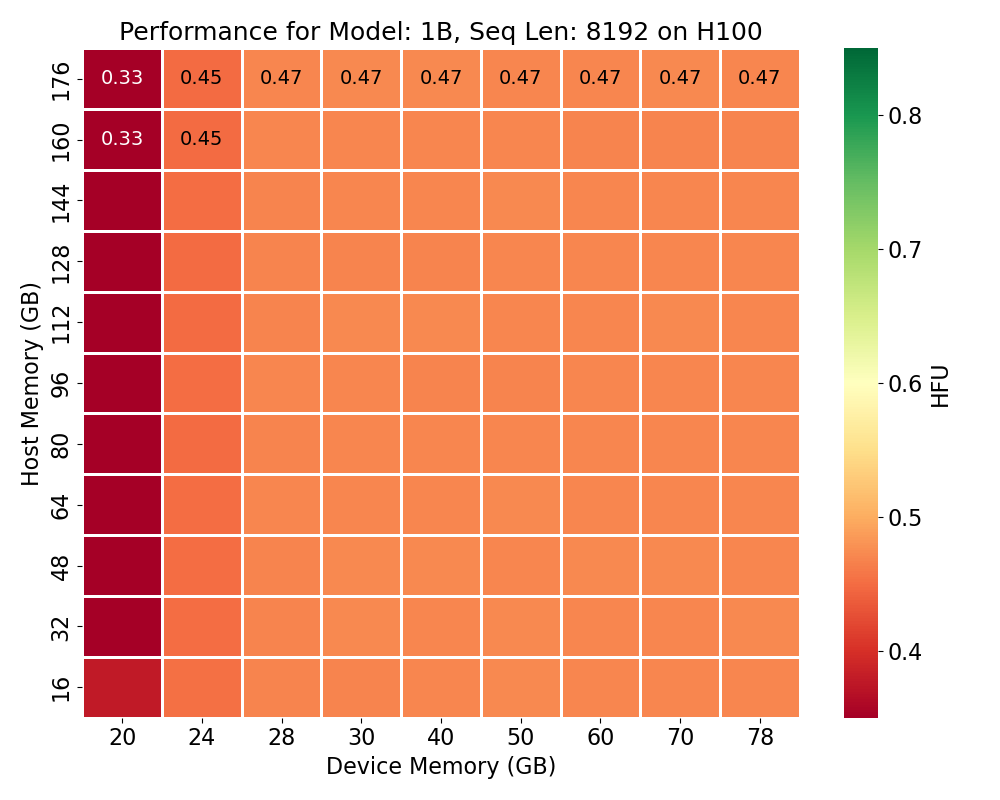 Performance for Model: 1B, Seq Len: 8192 on H100
176 0.33 0.45 0.47 0.47 0.47 0.47 0.47 0.47 0.47
160 0.33 0.45
144
128
112
96
80
64
48
32
16
20 24 28 30 40 50 60 70 78
Device Memory (GB)
Host Memory (GB)
0.8
0.7
0.6
0.5
0.4
HFU